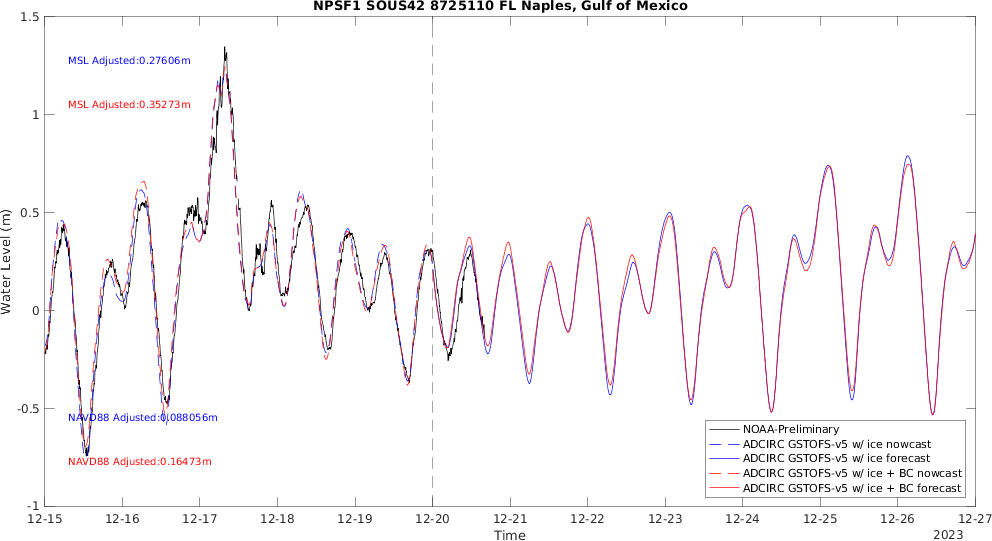 NPSF1 SOUS42 8725110 FL Naples, Gulf of Mexico
1.5
MSL Adjusted:0.27606m
MSL Adjusted:0.35273m
1
0.5
Water Level (m)
0
-0.5
NAVD88 Adjusted:0.088056m
NAVD88 Adjusted:0.16473m
-1
NOAA-Preliminary
ADCIRC GSTOFS-v5 w/ ice nowcast
ADCIRC GSTOFS-v5 w/ ice forecast
ADCIRC GSTOFS-v5 w/ ice + BC nowcast
ADCIRC GSTOFS-v5 w/ ice + BC forecast
12-15 12-16 12-17 12-18 12-19 12-20 12-21 12-22 12-23 12-24 12-25 12-26 12-27
Time
2023